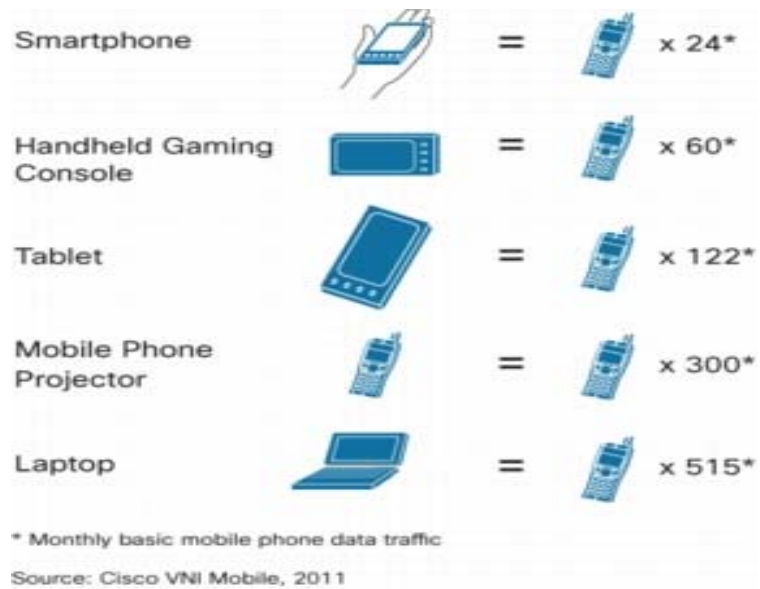 Smartphone = x 24*
Handheld Gaming
Console = x 60*
Tablet = x 122*
Mobile Phone
Projector = x 300*
Laptop = x 515*
* Monthly basic mobile phone data traffic
Source: Cisco VNI Mobile, 2011